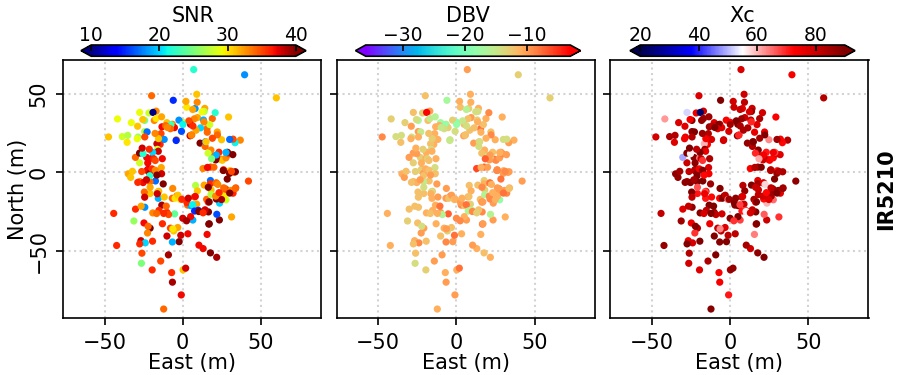 SNR
10 20 30 40
DBV
−30 −20 −10
Xc
20 40 60 80
North (m)
50
0
−50
−50 0 50
East (m)
−50 0 50
East (m)
−50 0 50
East (m)
IR5210